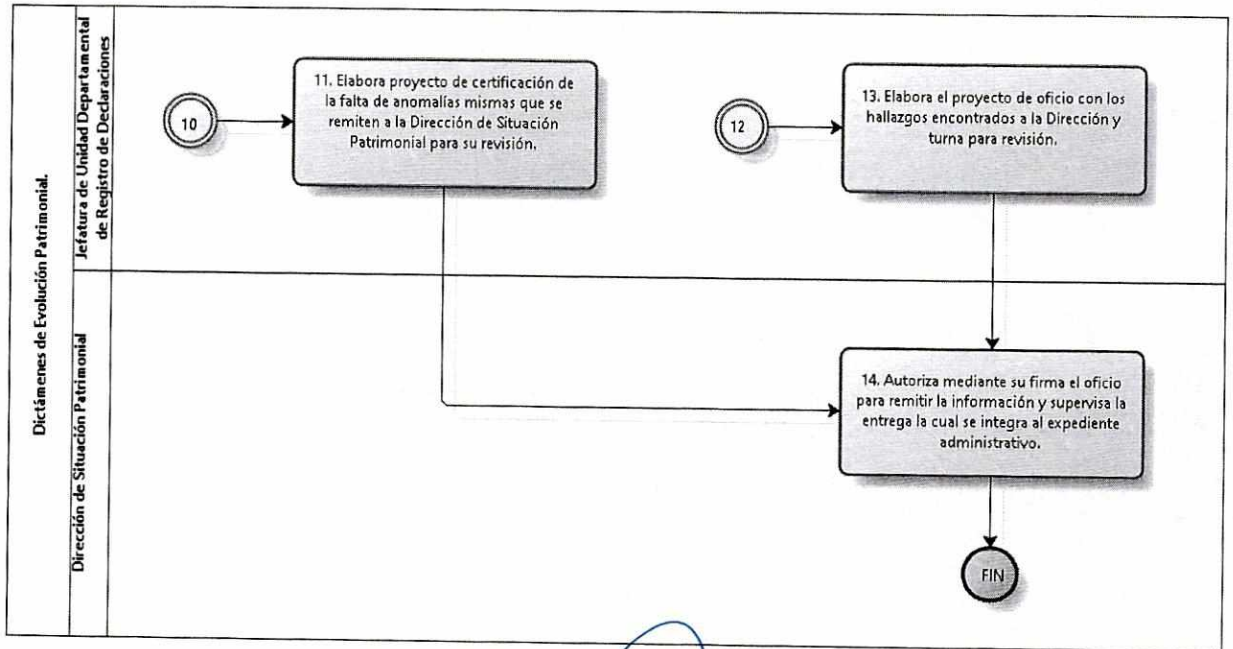 Dictámenes de Evolución Patrimonial.
Jefatura de Unidad Departamental
de Registro de Declaraciones
10
11. Elabora proyecto de certificación de
la falta de anomalías mismas que se
remiten a la Dirección de Situación
Patrimonial para su revisión.
12
13. Elabora el proyecto de oficio con los
hallazgos encontrados a la Dirección y
turna para revisión.
Dirección de Situación Patrimonial
14. Autoriza mediante su firma el oficio
para remitir la información y supervisa la
entrega la cual se integra al expediente
administrativo.
FIN